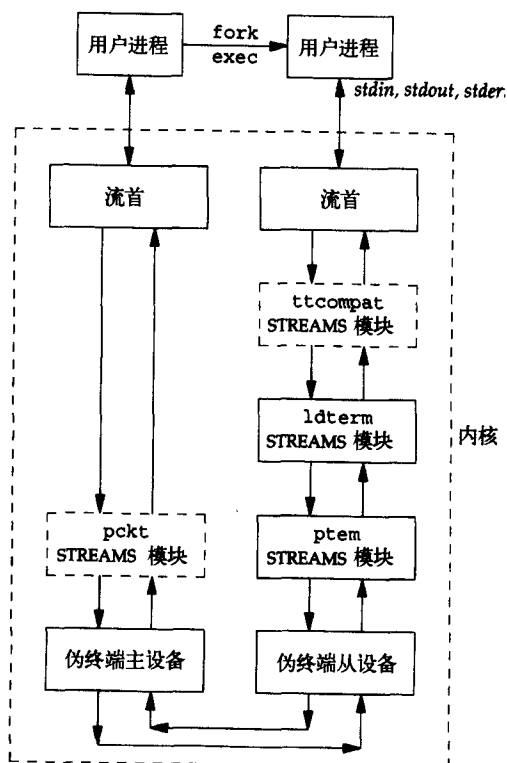 用户进程
fork
exec
用户进程
stdin, stdout, stder
流首
流首
ttcompat
STREAMS 模块
ldterm
STREAMS 模块
内核
pckt
STREAMS 模块
ptem
STREAMS 模块
伪终端主设备
伪终端从设备